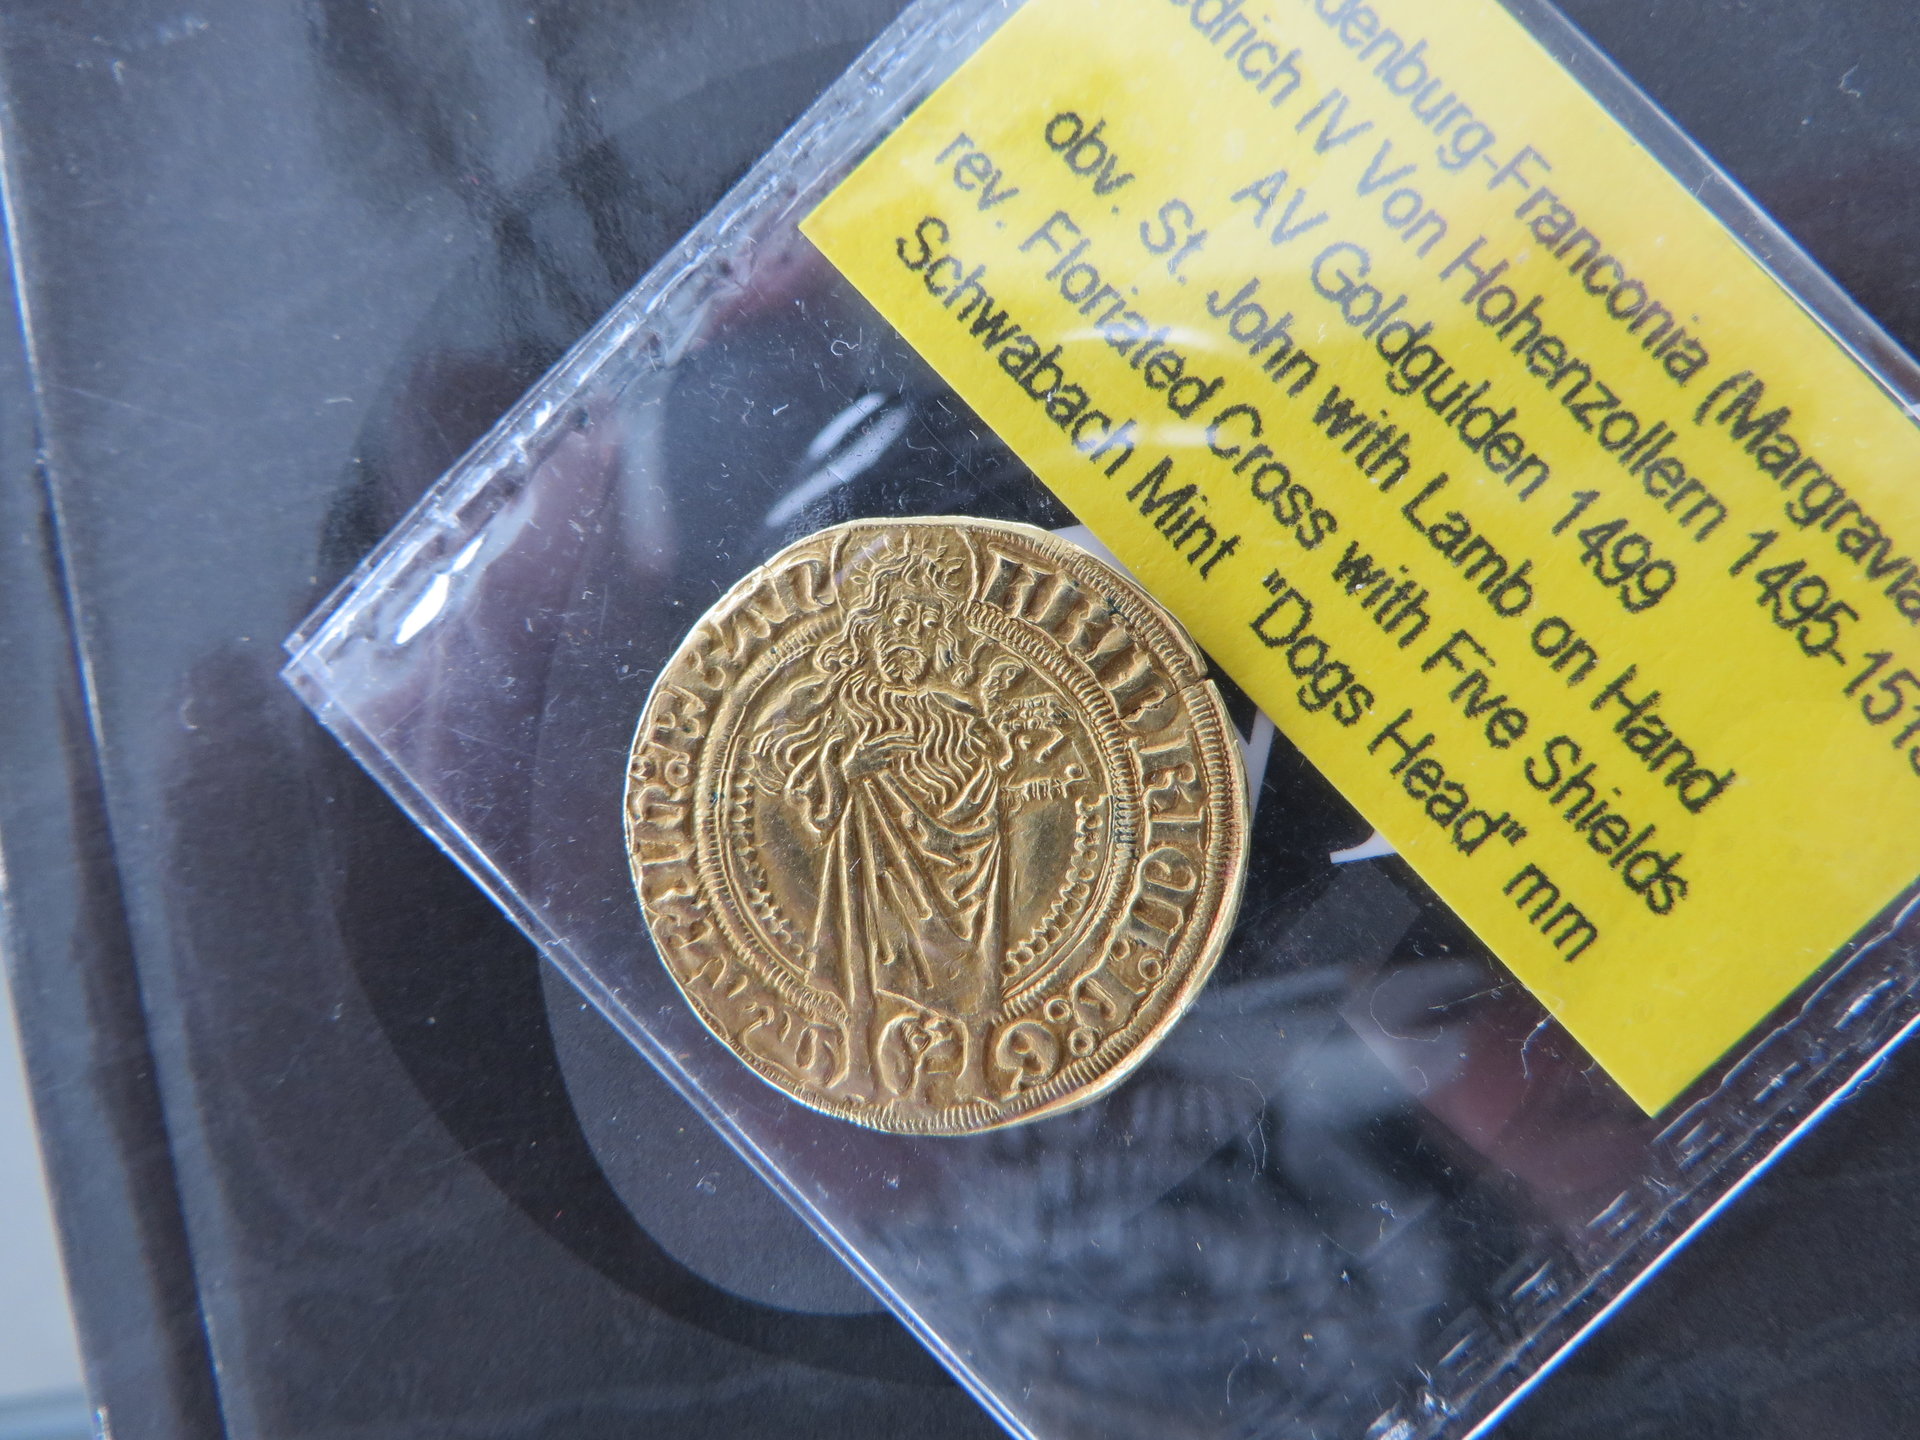 denburg-Franconia (Margravia
edrich IV Von Hohenzollern 1495-151
AV Goldgulden 1499
obv. St. John with Lamb on Hand
rev. Floriated Cross with Five Shields
Schwabach Mint "Dogs Head" mm